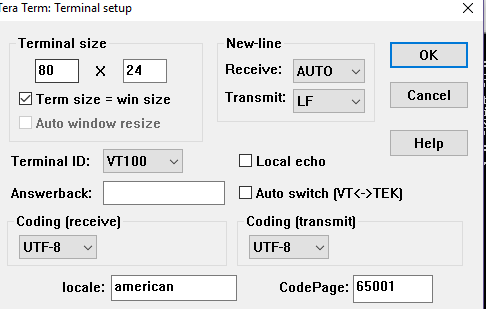 Tera Term: Terminal setup
Terminal size
80 X 24
Term size = win size
Auto window resize
New-line
Receive: AUTO
Transmit: LF
OK
Cancel
Help
Terminal ID: VT100
Local echo
Answerback:
Auto switch (VT<->TEK)
Coding (receive)
UTF-8
Coding (transmit)
UTF-8
locale: american
CodePage: 65001